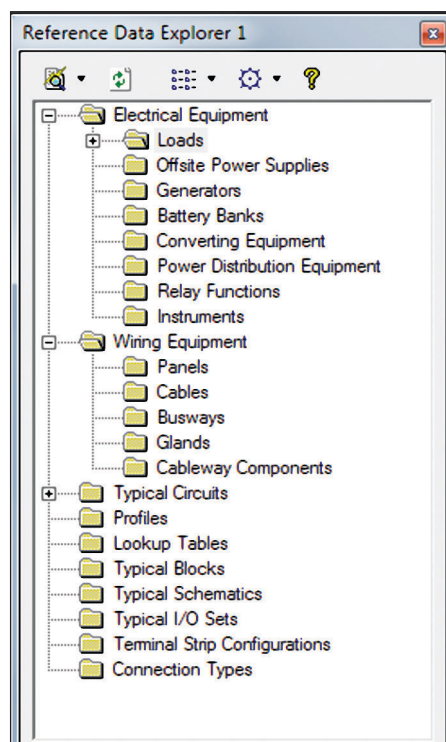 Reference Data Explorer 1
Electrical Equipment
Loads
Offsite Power Supplies
Generators
Battery Banks
Converting Equipment
Power Distribution Equipment
Relay Functions
Instruments
Wiring Equipment
Panels
Cables
Busways
Glands
Cableway Components
Typical Circuits
Profiles
Lookup Tables
Typical Blocks
Typical Schematics
Typical I/O Sets
Terminal Strip Configurations
Connection Types